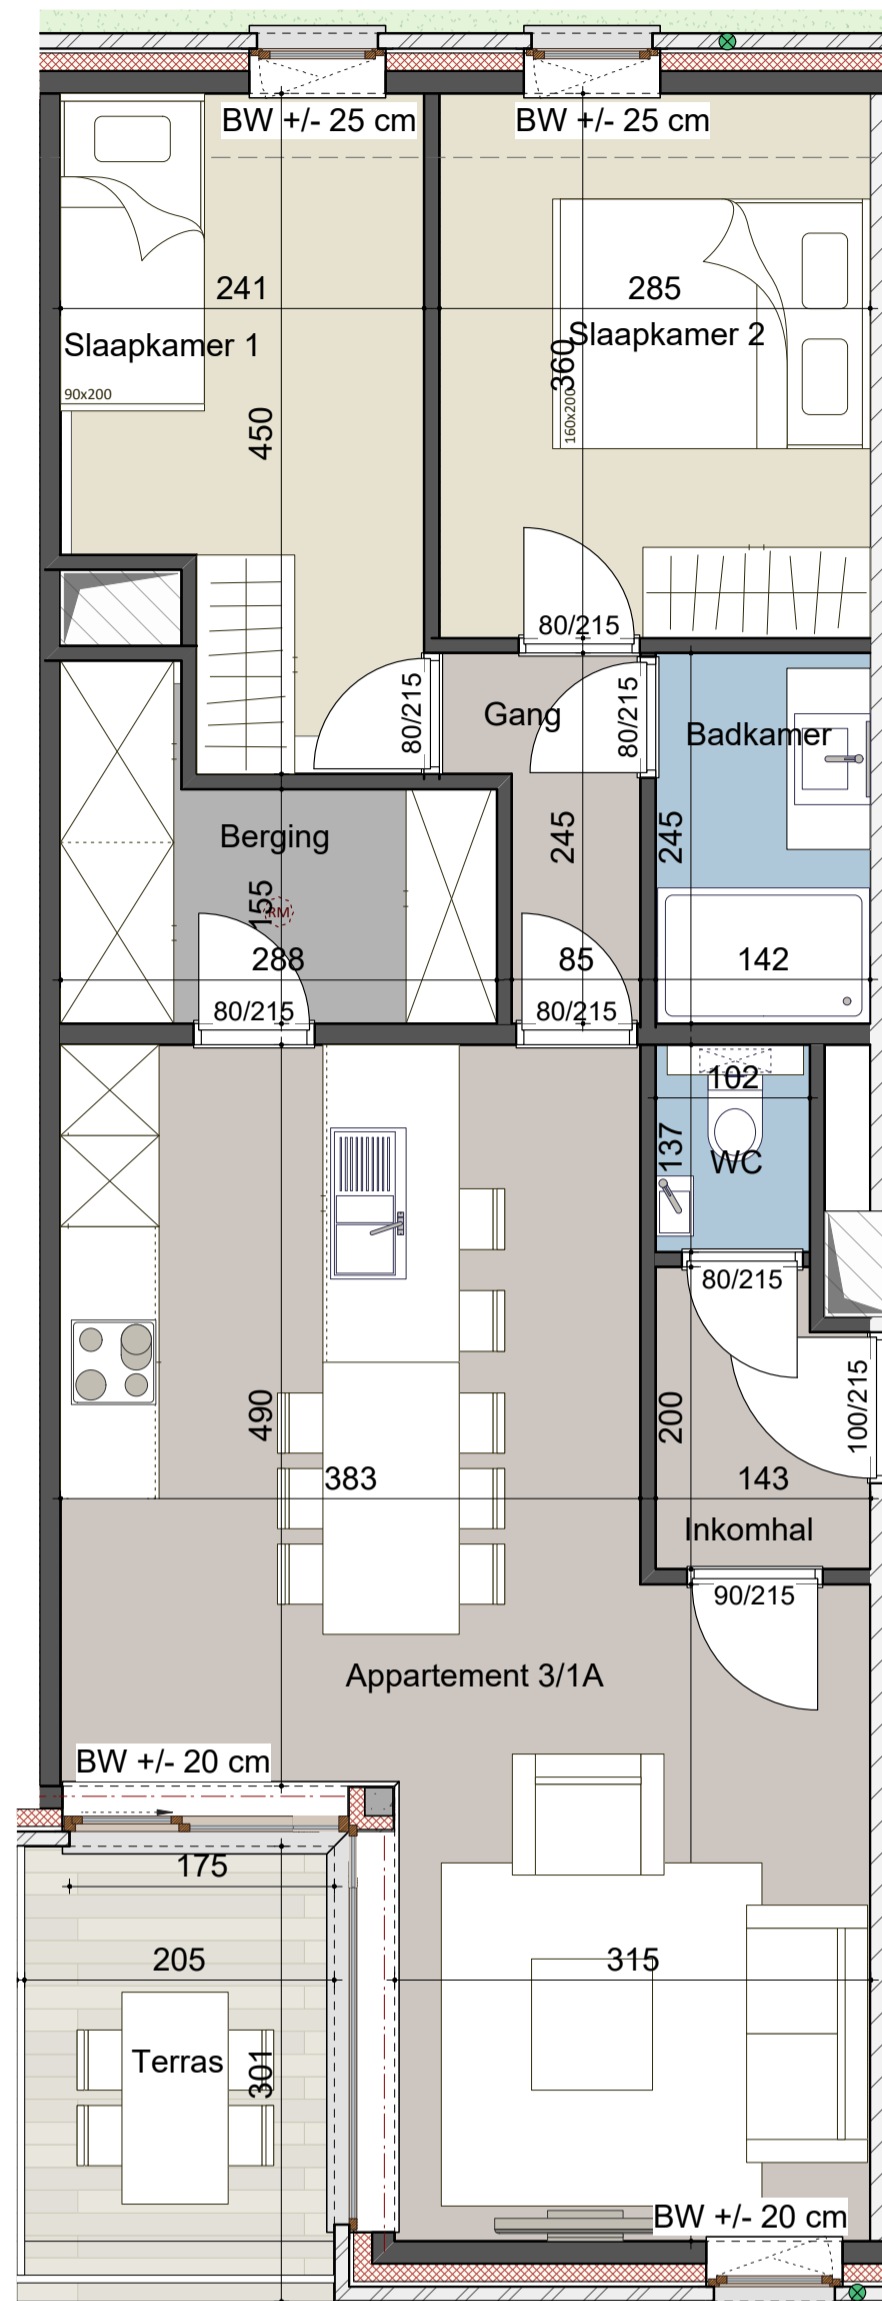 BW +/- 25 cm
BW +/- 25 cm
241
285
Slaapkamer 1
Slaapkamer 2
360
90x200
160x200
450
80/215
80/215
80/215
Gang
Badkamer
Berging
245
245
155
RM
288
85
142
80/215
80/215
102
137
WC
80/215
490
200
100/215
383
143
Inkomhal
90/215
Appartement 3/1A
BW +/- 20 cm
175
205
315
Terras
301
BW +/- 20 cm